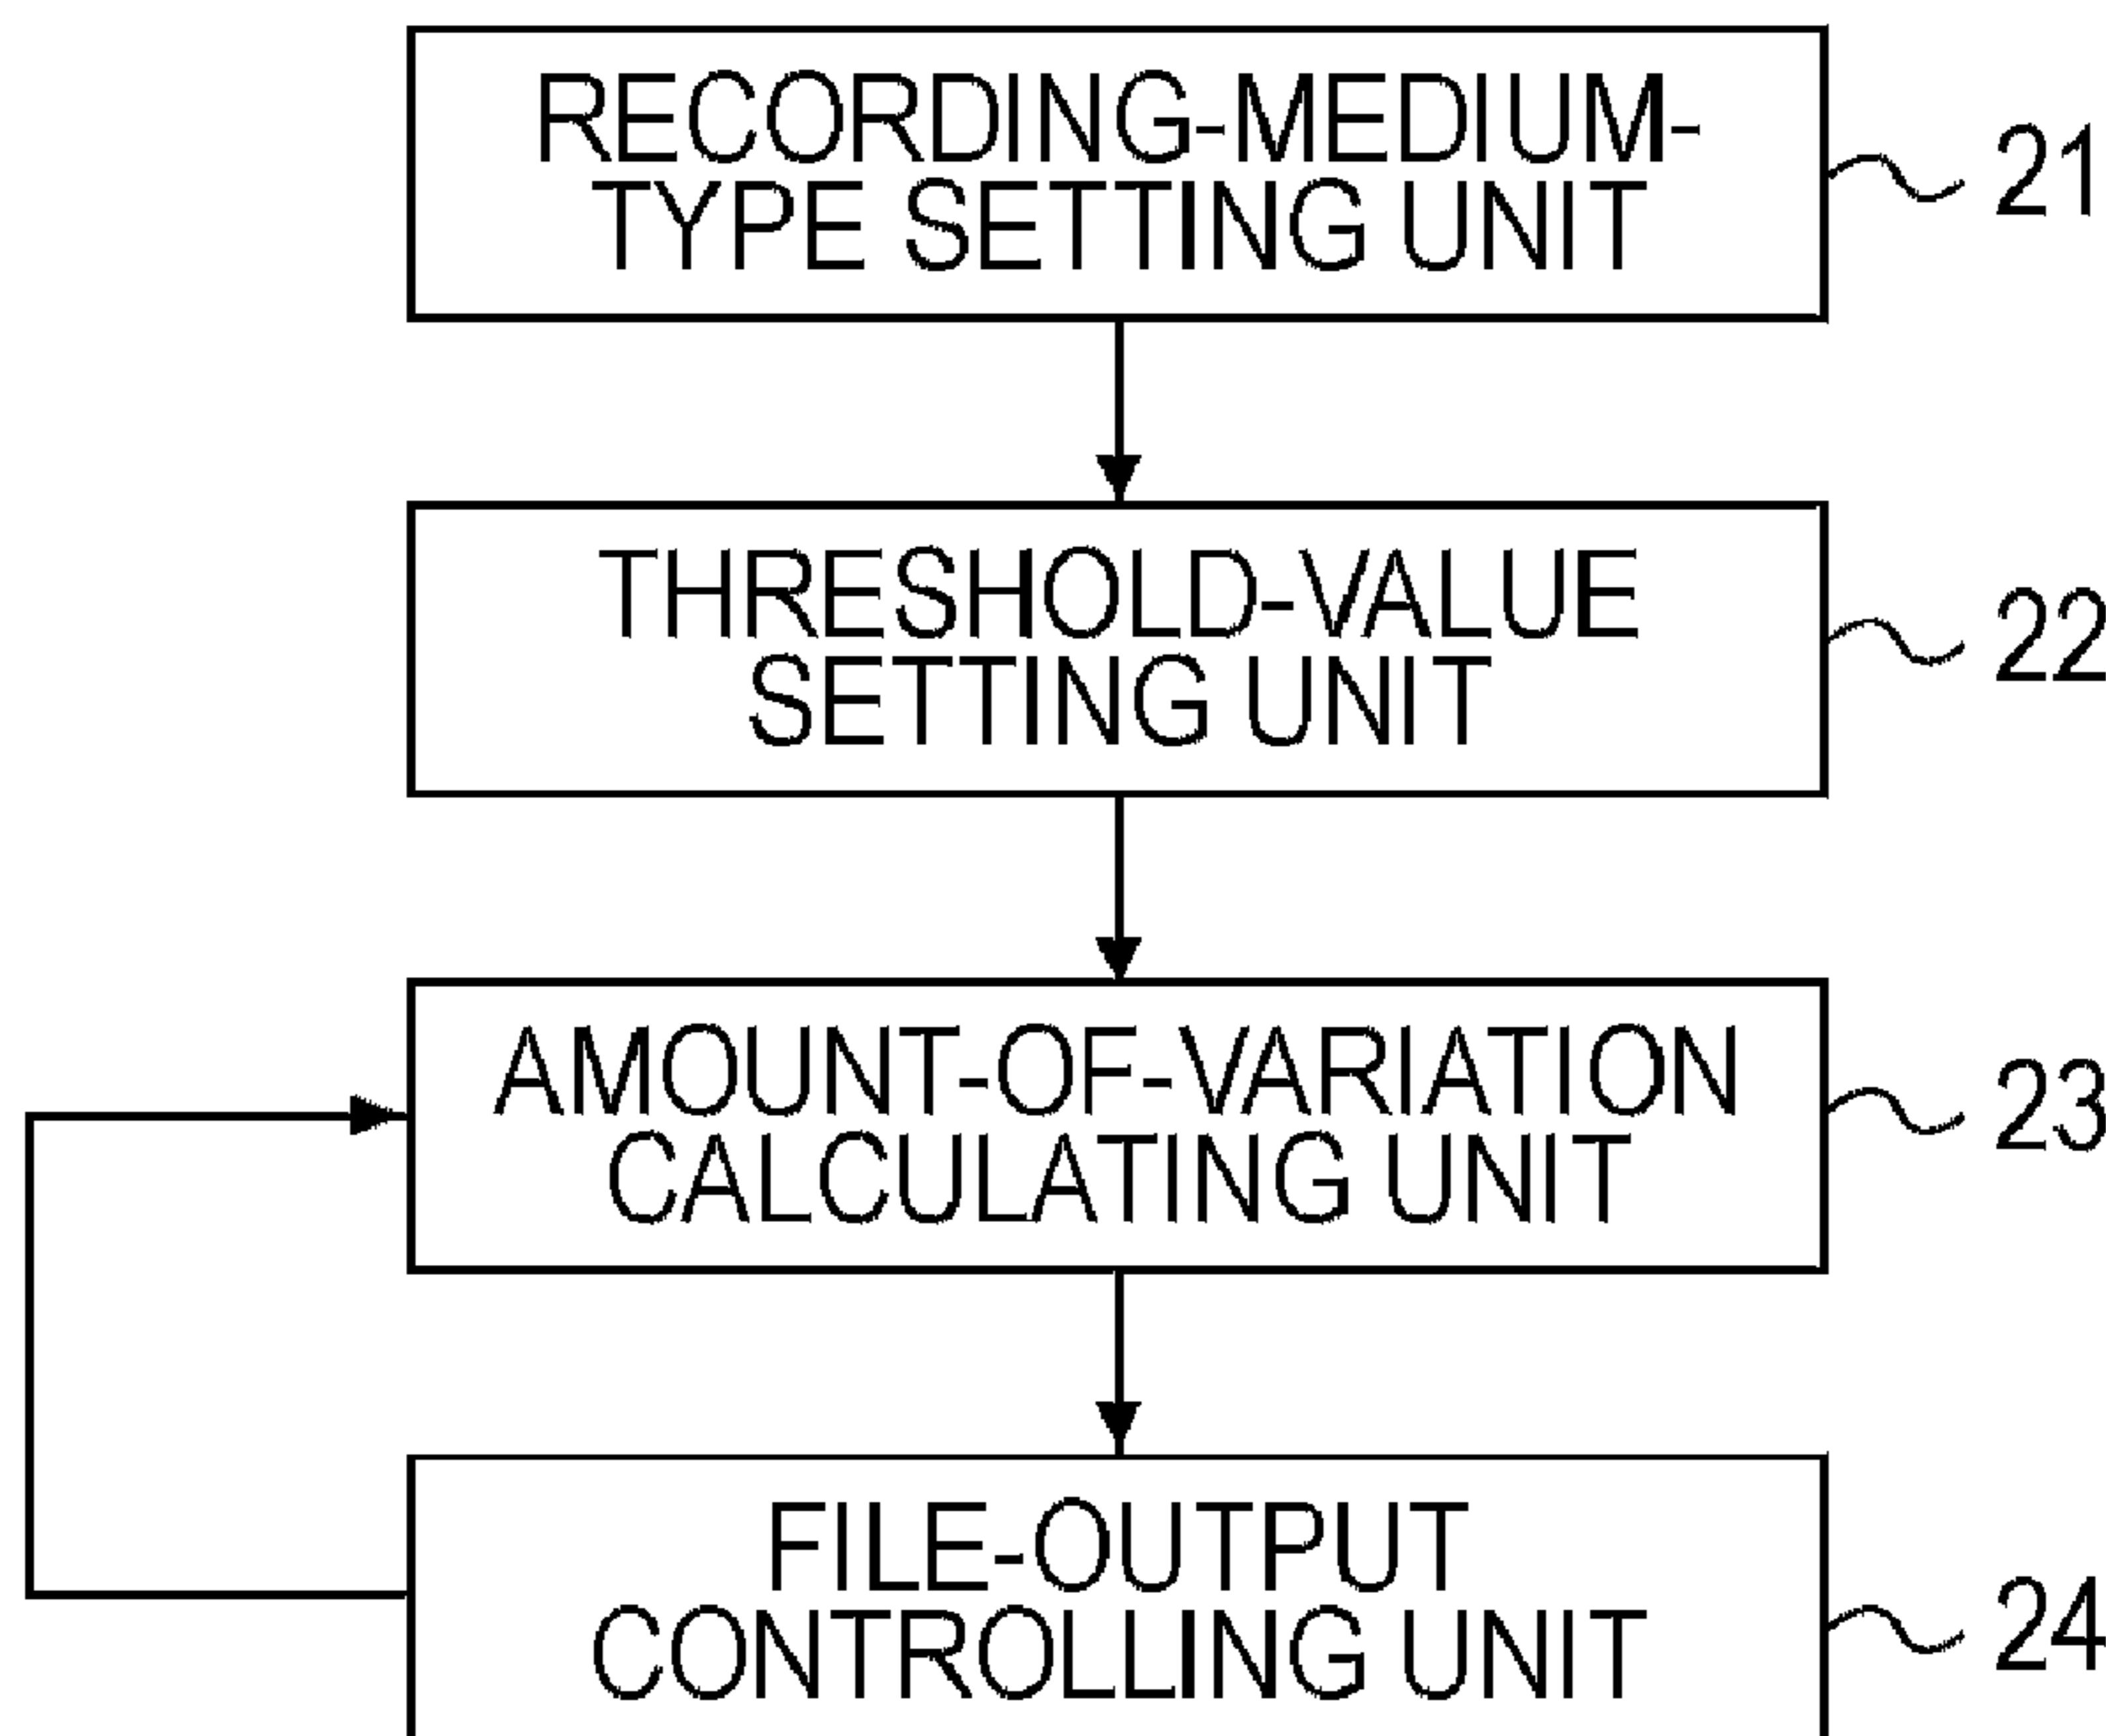 RECORDING-MEDIUM-
TYPE SETTING UNIT
21
THRESHOLD-VALUE
SETTING UNIT
22
AMOUNT-OF-VARIATION
CALCULATING UNIT
23
FILE-OUTPUT
CONTROLLING UNIT
24